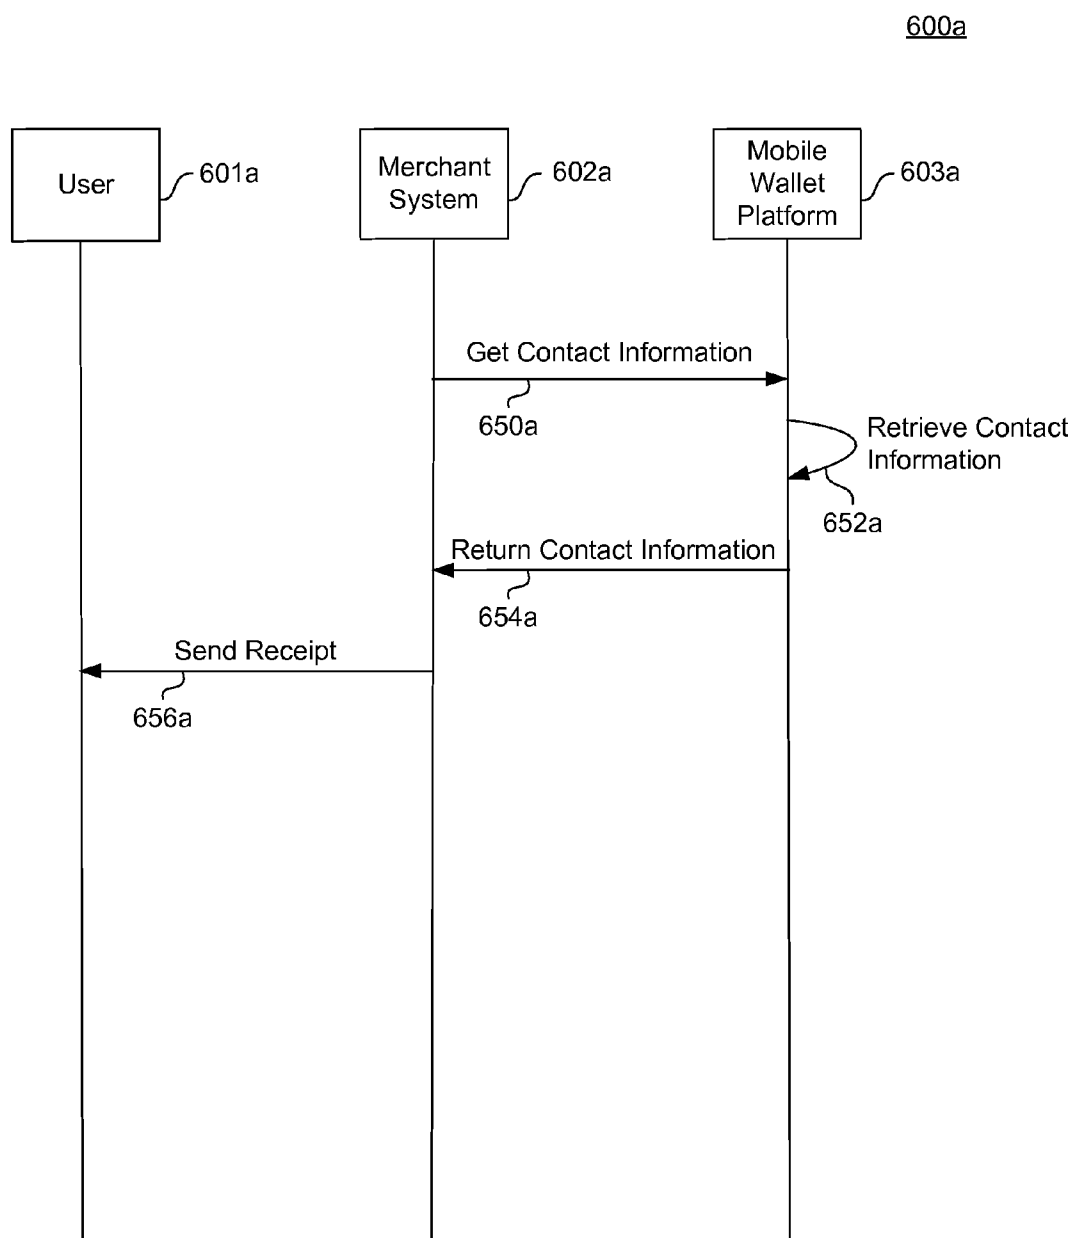 600a
User
601a
Merchant
System
602a
Mobile
Wallet
Platform
603a
Get Contact Information
650a
Retrieve Contact
Information
652a
Return Contact Information
654a
Send Receipt
656a